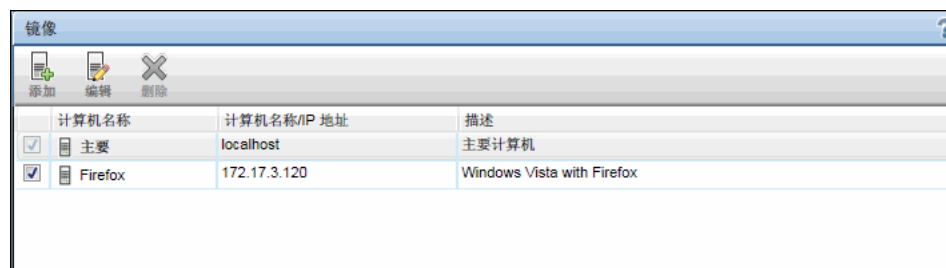 镜像
添加 编辑 删除
计算机名称 计算机名称/IP 地址 描述
主要 localhost 主要计算机
Firefox 172.17.3.120 Windows Vista with Firefox